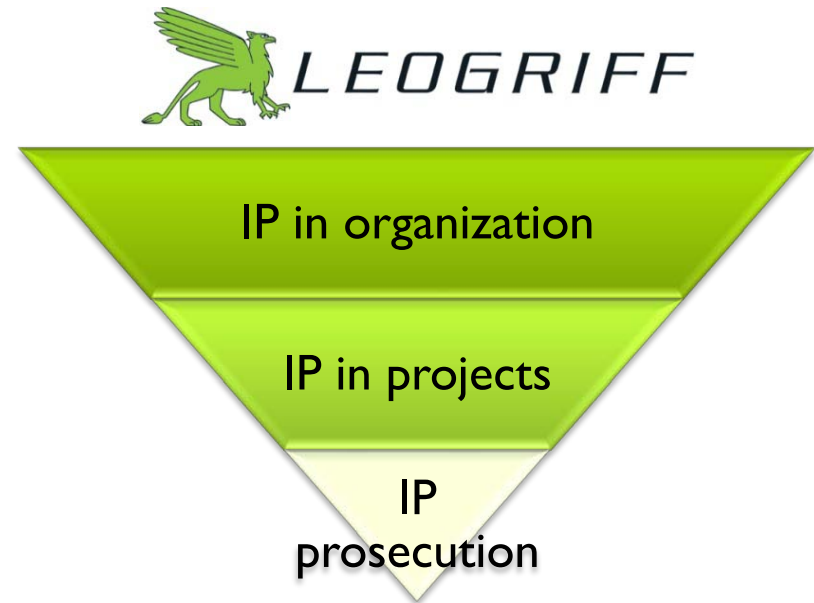 LEOGRIFF
IP in organization
IP in projects
IP
prosecution